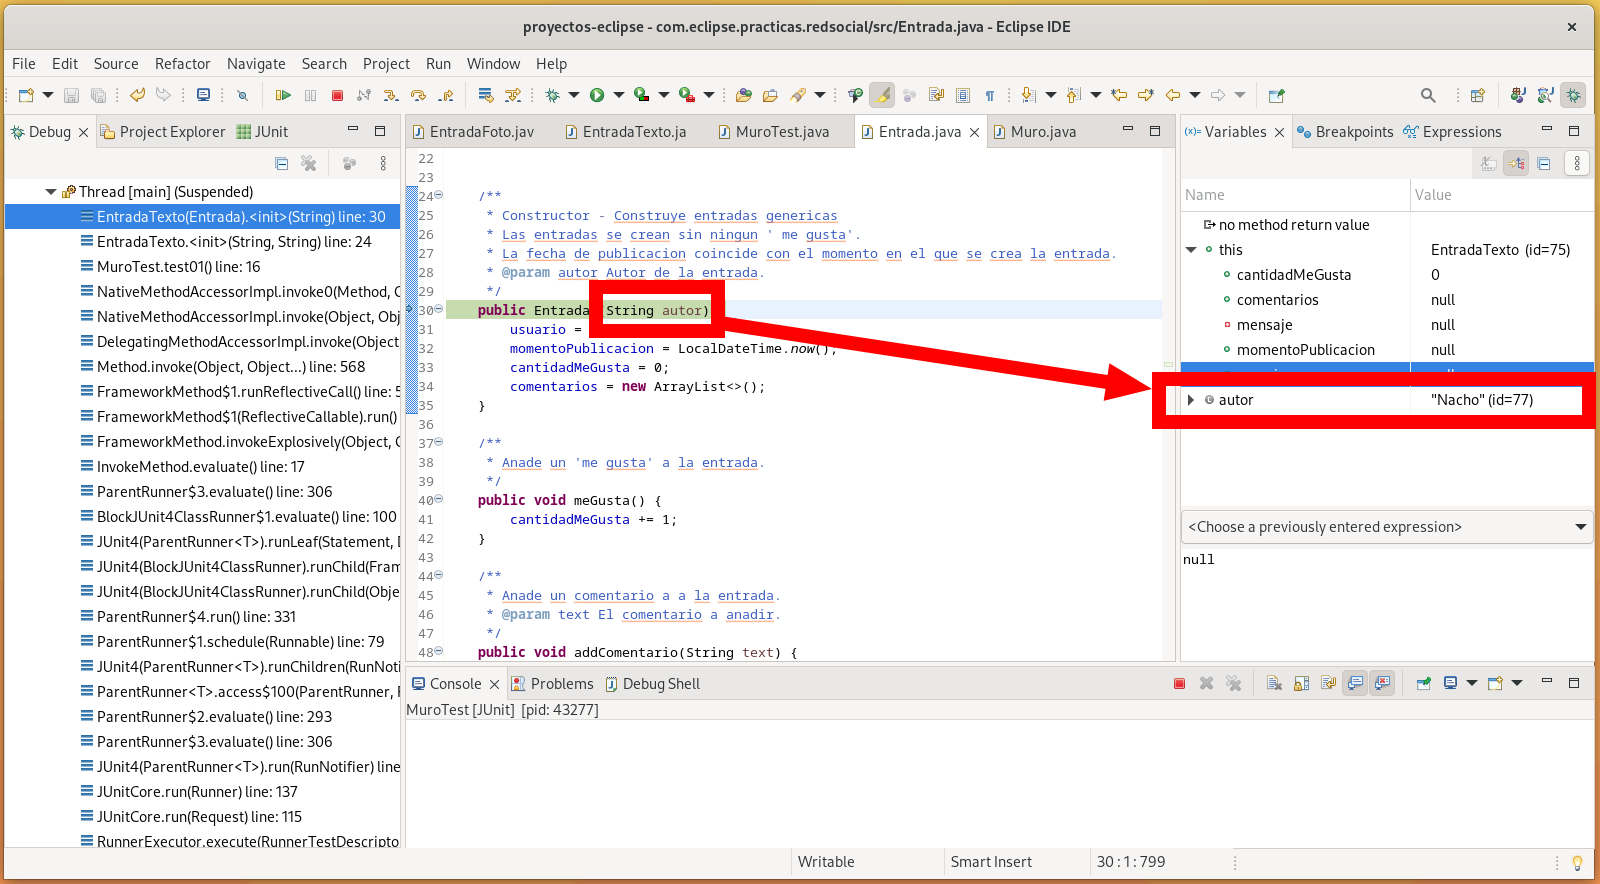 proyectos-eclipse - com.eclipse.practicas.redsocial/src/Entrada.java - Eclipse IDE
File Edit Source Refactor Navigate Search Project Run Window Help
Debug Project Explorer JUnit
Thread [main] (Suspended)
EntradaTexto(Entrada).<init>(String) line: 30
EntradaTexto.<init>(String, String) line: 24
MuroTest.test01() line: 16
NativeMethodAccessorImpl.invoke0(Method, O
NativeMethodAccessorImpl.invoke(Object, Obj
DelegatingMethodAccessorImpl.invoke(Object
Method.invoke(Object, Object...) line: 568
FrameworkMethod$1.runReflectiveCall() line: 5
FrameworkMethod$1(ReflectiveCallable).run()
FrameworkMethod.invokeExplosively(Object, O
InvokeMethod.evaluate() line: 17
ParentRunner$3.evaluate() line: 306
BlockJUnit4ClassRunner$1.evaluate() line: 100
JUnit4(ParentRunner<T>).runLeaf(Statement, D
JUnit4(BlockJUnit4ClassRunner).runChild(Fram
JUnit4(BlockJUnit4ClassRunner).runChild(Obje
ParentRunner$4.run() line: 331
ParentRunner$1.schedule(Runnable) line: 79
JUnit4(ParentRunner<T>).runChildren(RunNoti
ParentRunner<T>.access$100(ParentRunner, R
ParentRunner$2.evaluate() line: 293
ParentRunner$3.evaluate() line: 306
JUnit4(ParentRunner<T>).run(RunNotifier) line
JUnitCore.run(Runner) line: 137
JUnitCore.run(Request) line: 115
RunnerExecutor.execute(RunnerTestDescripto
EntradaFoto.jav EntradaTexto.ja MuroTest.java Entrada.java Muro.java
22
23
24 /**
25 * Constructor - Construye entradas genericas
26 * Las entradas se crean sin ningun ' me gusta'.
27 * La fecha de publicacion coincide con el momento en el que se crea la entrada.
28 * @param autor Autor de la entrada.
29 */
30 public Entrada (String autor)
31 usuario =
32 momentoPublicacion = LocalDateTime.now();
33 cantidadMeGusta = 0;
34 comentarios = new ArrayList<>();
35 }
36
37 /**
38 * Anade un 'me gusta' a la entrada.
39 */
40 public void meGusta() {
41 cantidadMeGusta += 1;
42 }
43
44 /**
45 * Anade un comentario a a la entrada.
46 * @param text El comentario a anadir.
47 */
48 public void addComentario(String text) {
(x)= Variables Breakpoints Expressions
Name Value
no method return value
this EntradaTexto (id=75)
cantidadMeGusta 0
comentarios null
mensaje null
momentoPublicacion null
autor "Nacho" (id=77)
<Choose a previously entered expression>
null
Console Problems Debug Shell
MuroTest [JUnit] [pid: 43277]
Writable Smart Insert 30 : 1 : 799